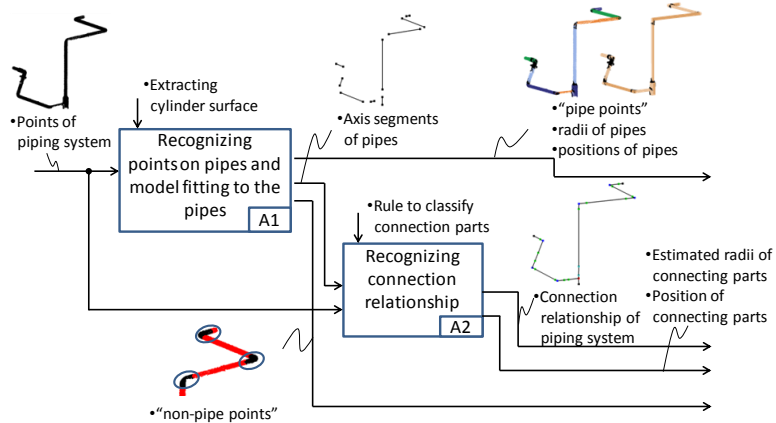 •Points of
piping system
•Extracting
cylinder surface
Recognizing
points on pipes and
model fitting to the
pipes
A1
•Axis segments
of pipes
•“pipe points”
•radii of pipes
•positions of pipes
•Rule to classify
connection parts
Recognizing
connection
relationship
A2
•Connection
relationship of
piping system
•Estimated radii of
connecting parts
•Position of
connecting parts
•“non-pipe points”